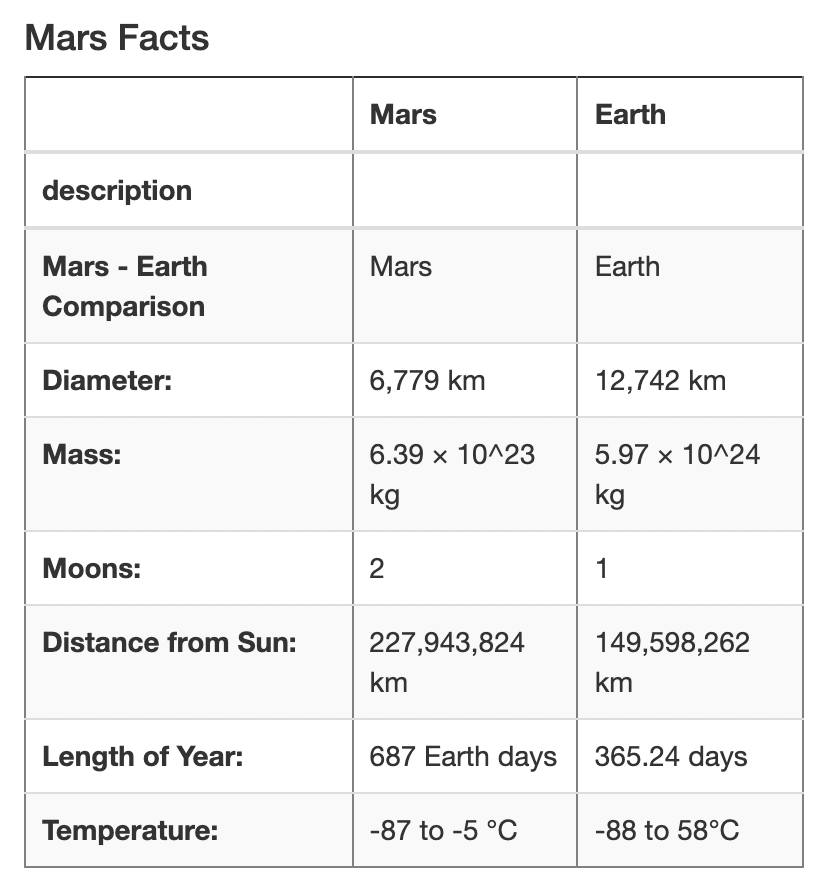 Mars Facts
Mars Earth
description
Mars - Earth Mars Earth
Comparison
Diameter: 6,779 km 12,742 km
Mass: 6.39 × 10^23 5.97 × 10^24
kg kg
Moons: 2 1
Distance from Sun: 227,943,824 149,598,262
km km
Length of Year: 687 Earth days 365.24 days
Temperature: -87 to -5 °C -88 to 58°C